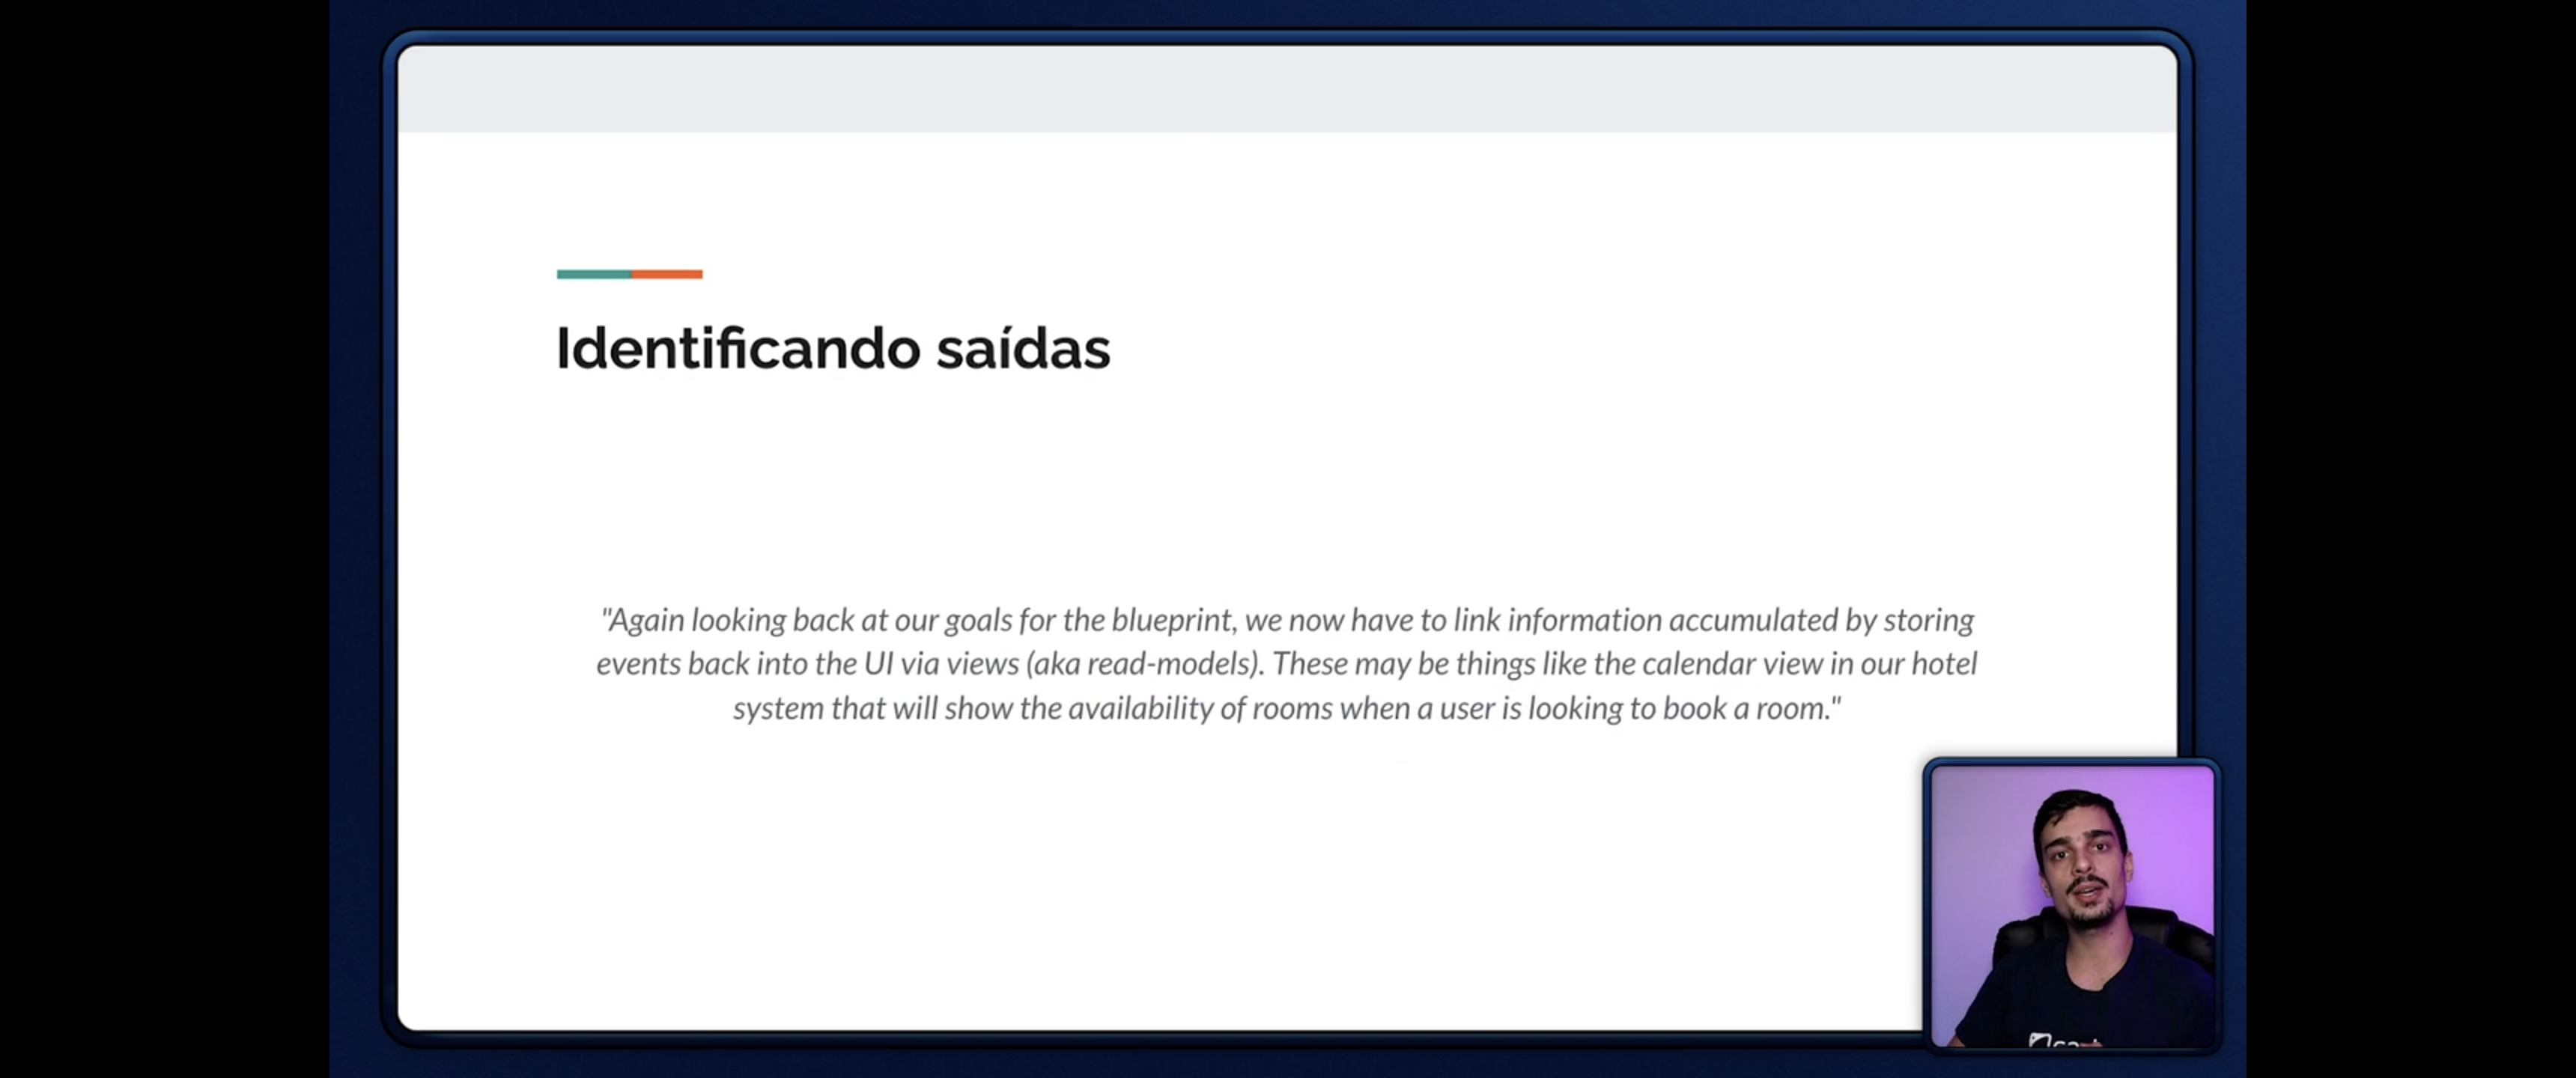 Identificando saídas
"Again looking back at our goals for the blueprint, we now have to link information accumulated by storing
events back into the UI via views (aka read-models). These may be things like the calendar view in our hotel
system that will show the availability of rooms when a user is looking to book a room."